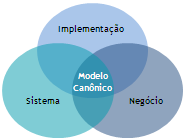 Implementação
Modelo
Canônico
Sistema
Negócio